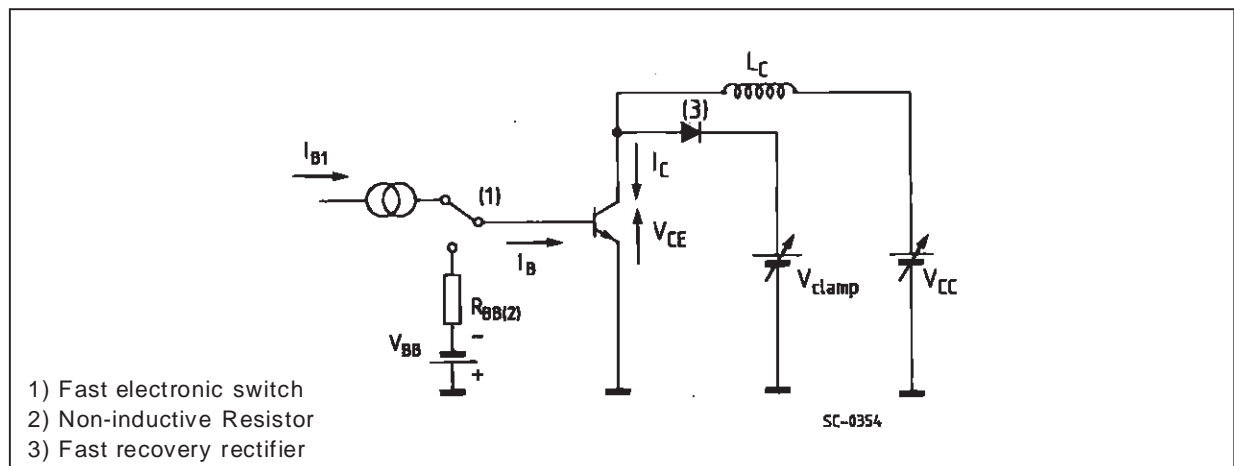 L_C
(3)
I_B1
(1)
I_C
V_CE
I_B
R_BB(2)
V_BB
-
+
V_clamp
V_CC
1) Fast electronic switch
2) Non-inductive Resistor
3) Fast recovery rectifier
SC-0354